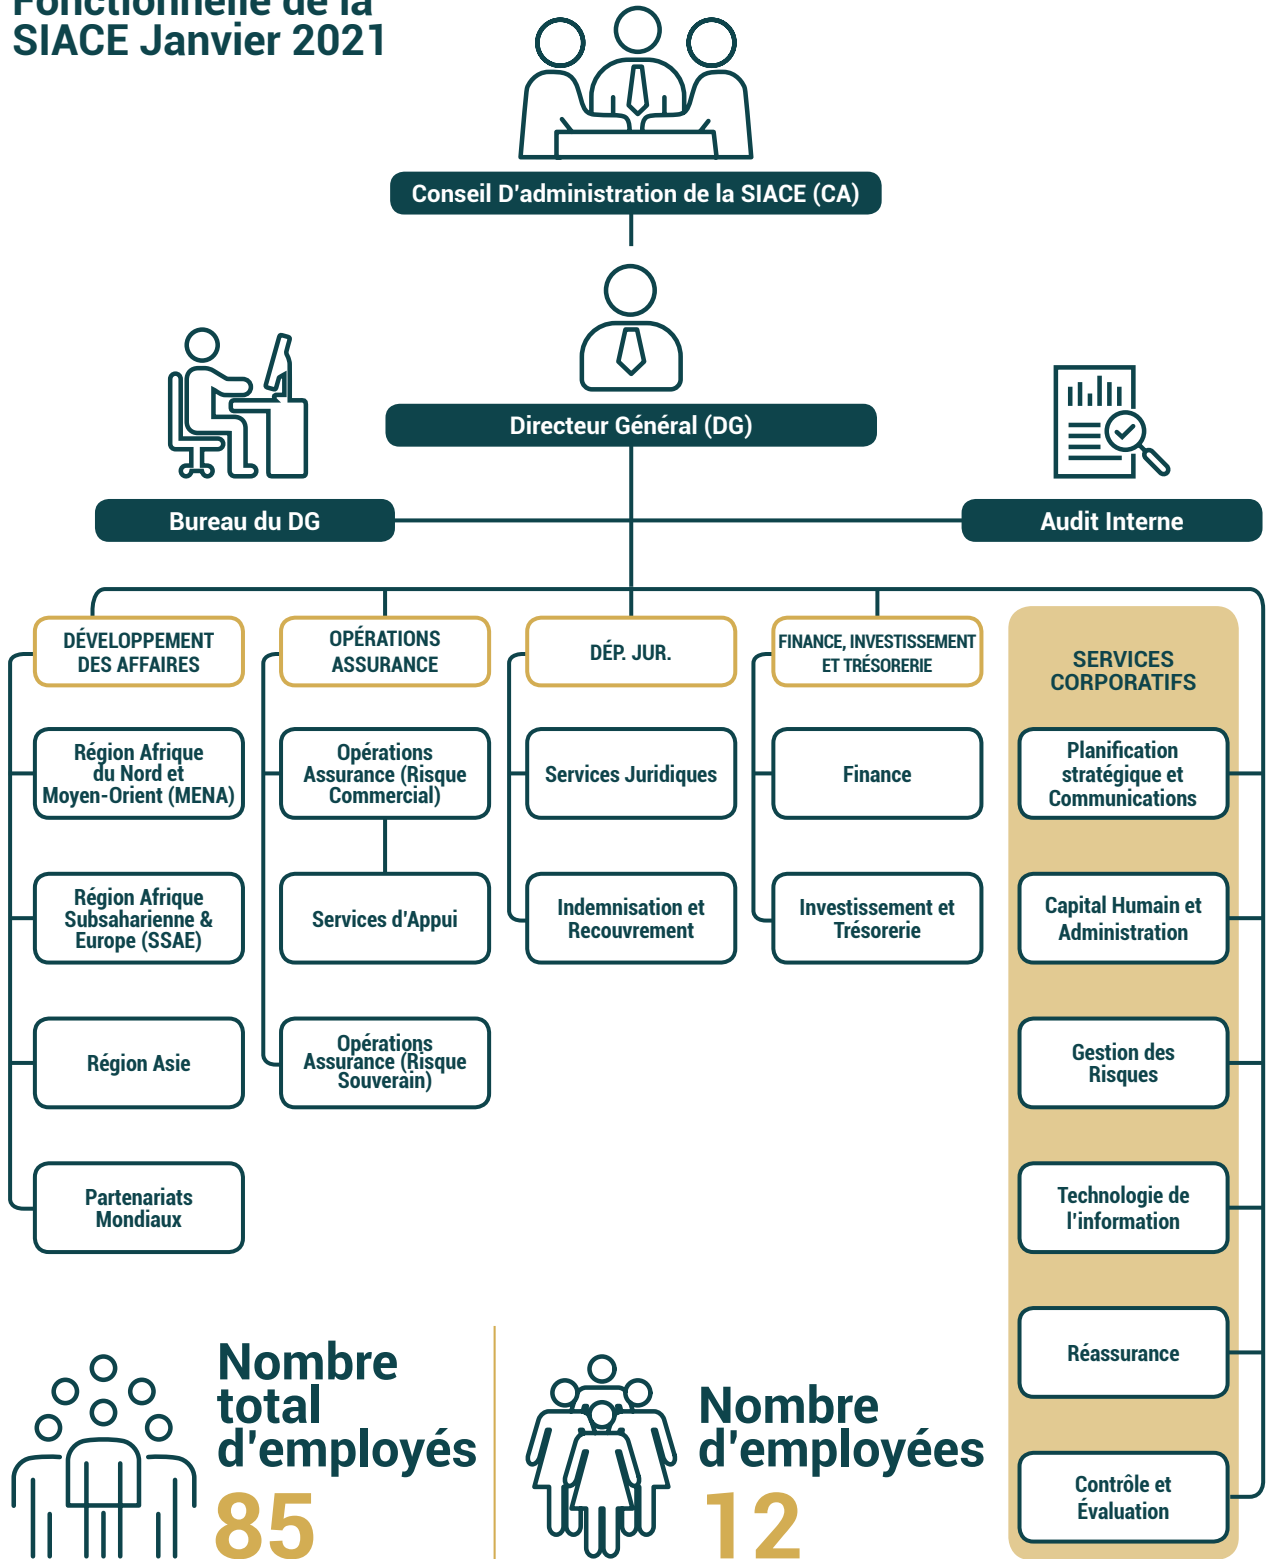 Fonctionnelle de la
SIACE Janvier 2021
Conseil D'administration de la SIACE (CA)
Directeur Général (DG)
Bureau du DG
Audit Interne
DÉVELOPPEMENT
DES AFFAIRES
OPÉRATIONS
ASSURANCE
DÉP. JUR.
FINANCE, INVESTISSEMENT
ET TRÉSORERIE
SERVICES
CORPORATIFS
Région Afrique
du Nord et
Moyen-Orient (MENA)
Opérations
Assurance (Risque
Commercial)
Services Juridiques
Finance
Planification
stratégique et
Communications
Région Afrique
Subsaharienne &
Europe (SSAE)
Services d'Appui
Indemnisation et
Recouvrement
Investissement et
Trésorerie
Capital Humain et
Administration
Région Asie
Opérations
Assurance (Risque
Souverain)
Gestion des
Risques
Partenariats
Mondiaux
Technologie de
l'information
Réassurance
Contrôle et
Évaluation
Nombre
total
d'employés
85
Nombre
d'employées
12